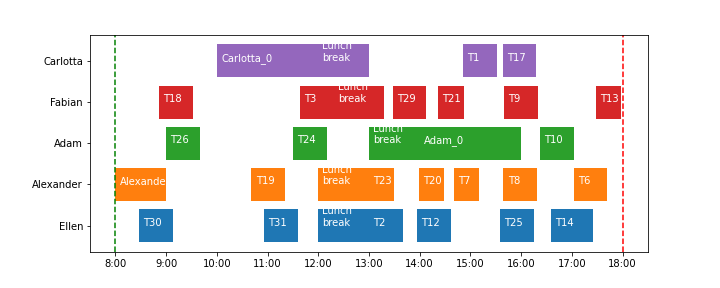 Carlotta
Carlotta_0
Lunch
break
T1
T17
Fabian
T18
T3
Lunch
break
T29
T21
T9
T13
Adam
T26
T24
Lunch
break
Adam_0
T10
Alexander
Alexande
T19
Lunch
break
T23
T20
T7
T8
T6
Ellen
T30
T31
Lunch
break
T2
T12
T25
T14
8:00 9:00 10:00 11:00 12:00 13:00 14:00 15:00 16:00 17:00 18:00